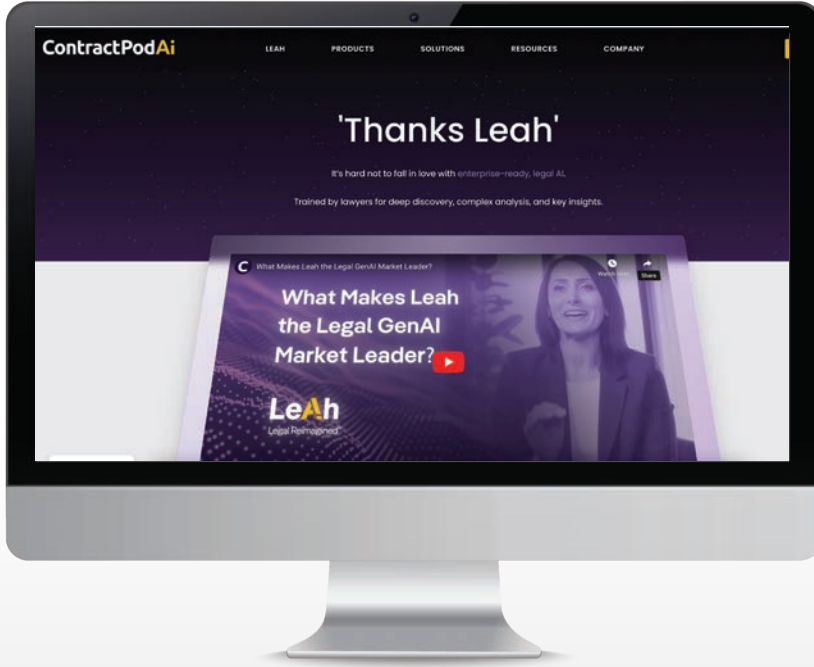 ContractPodAi
LEAH PRODUCTS SOLUTIONS RESOURCES COMPANY
'Thanks Leah'
It's hard not to fall in love with enterprise-ready, legal AI.
Trained by lawyers for deep discovery, complex analysis, and key insights.
C What Makes Leah the Legal GenAI Market Leader?
Share
What Makes Leah
the Legal GenAI
Market Leader?
LeAh
Legal Reimagined